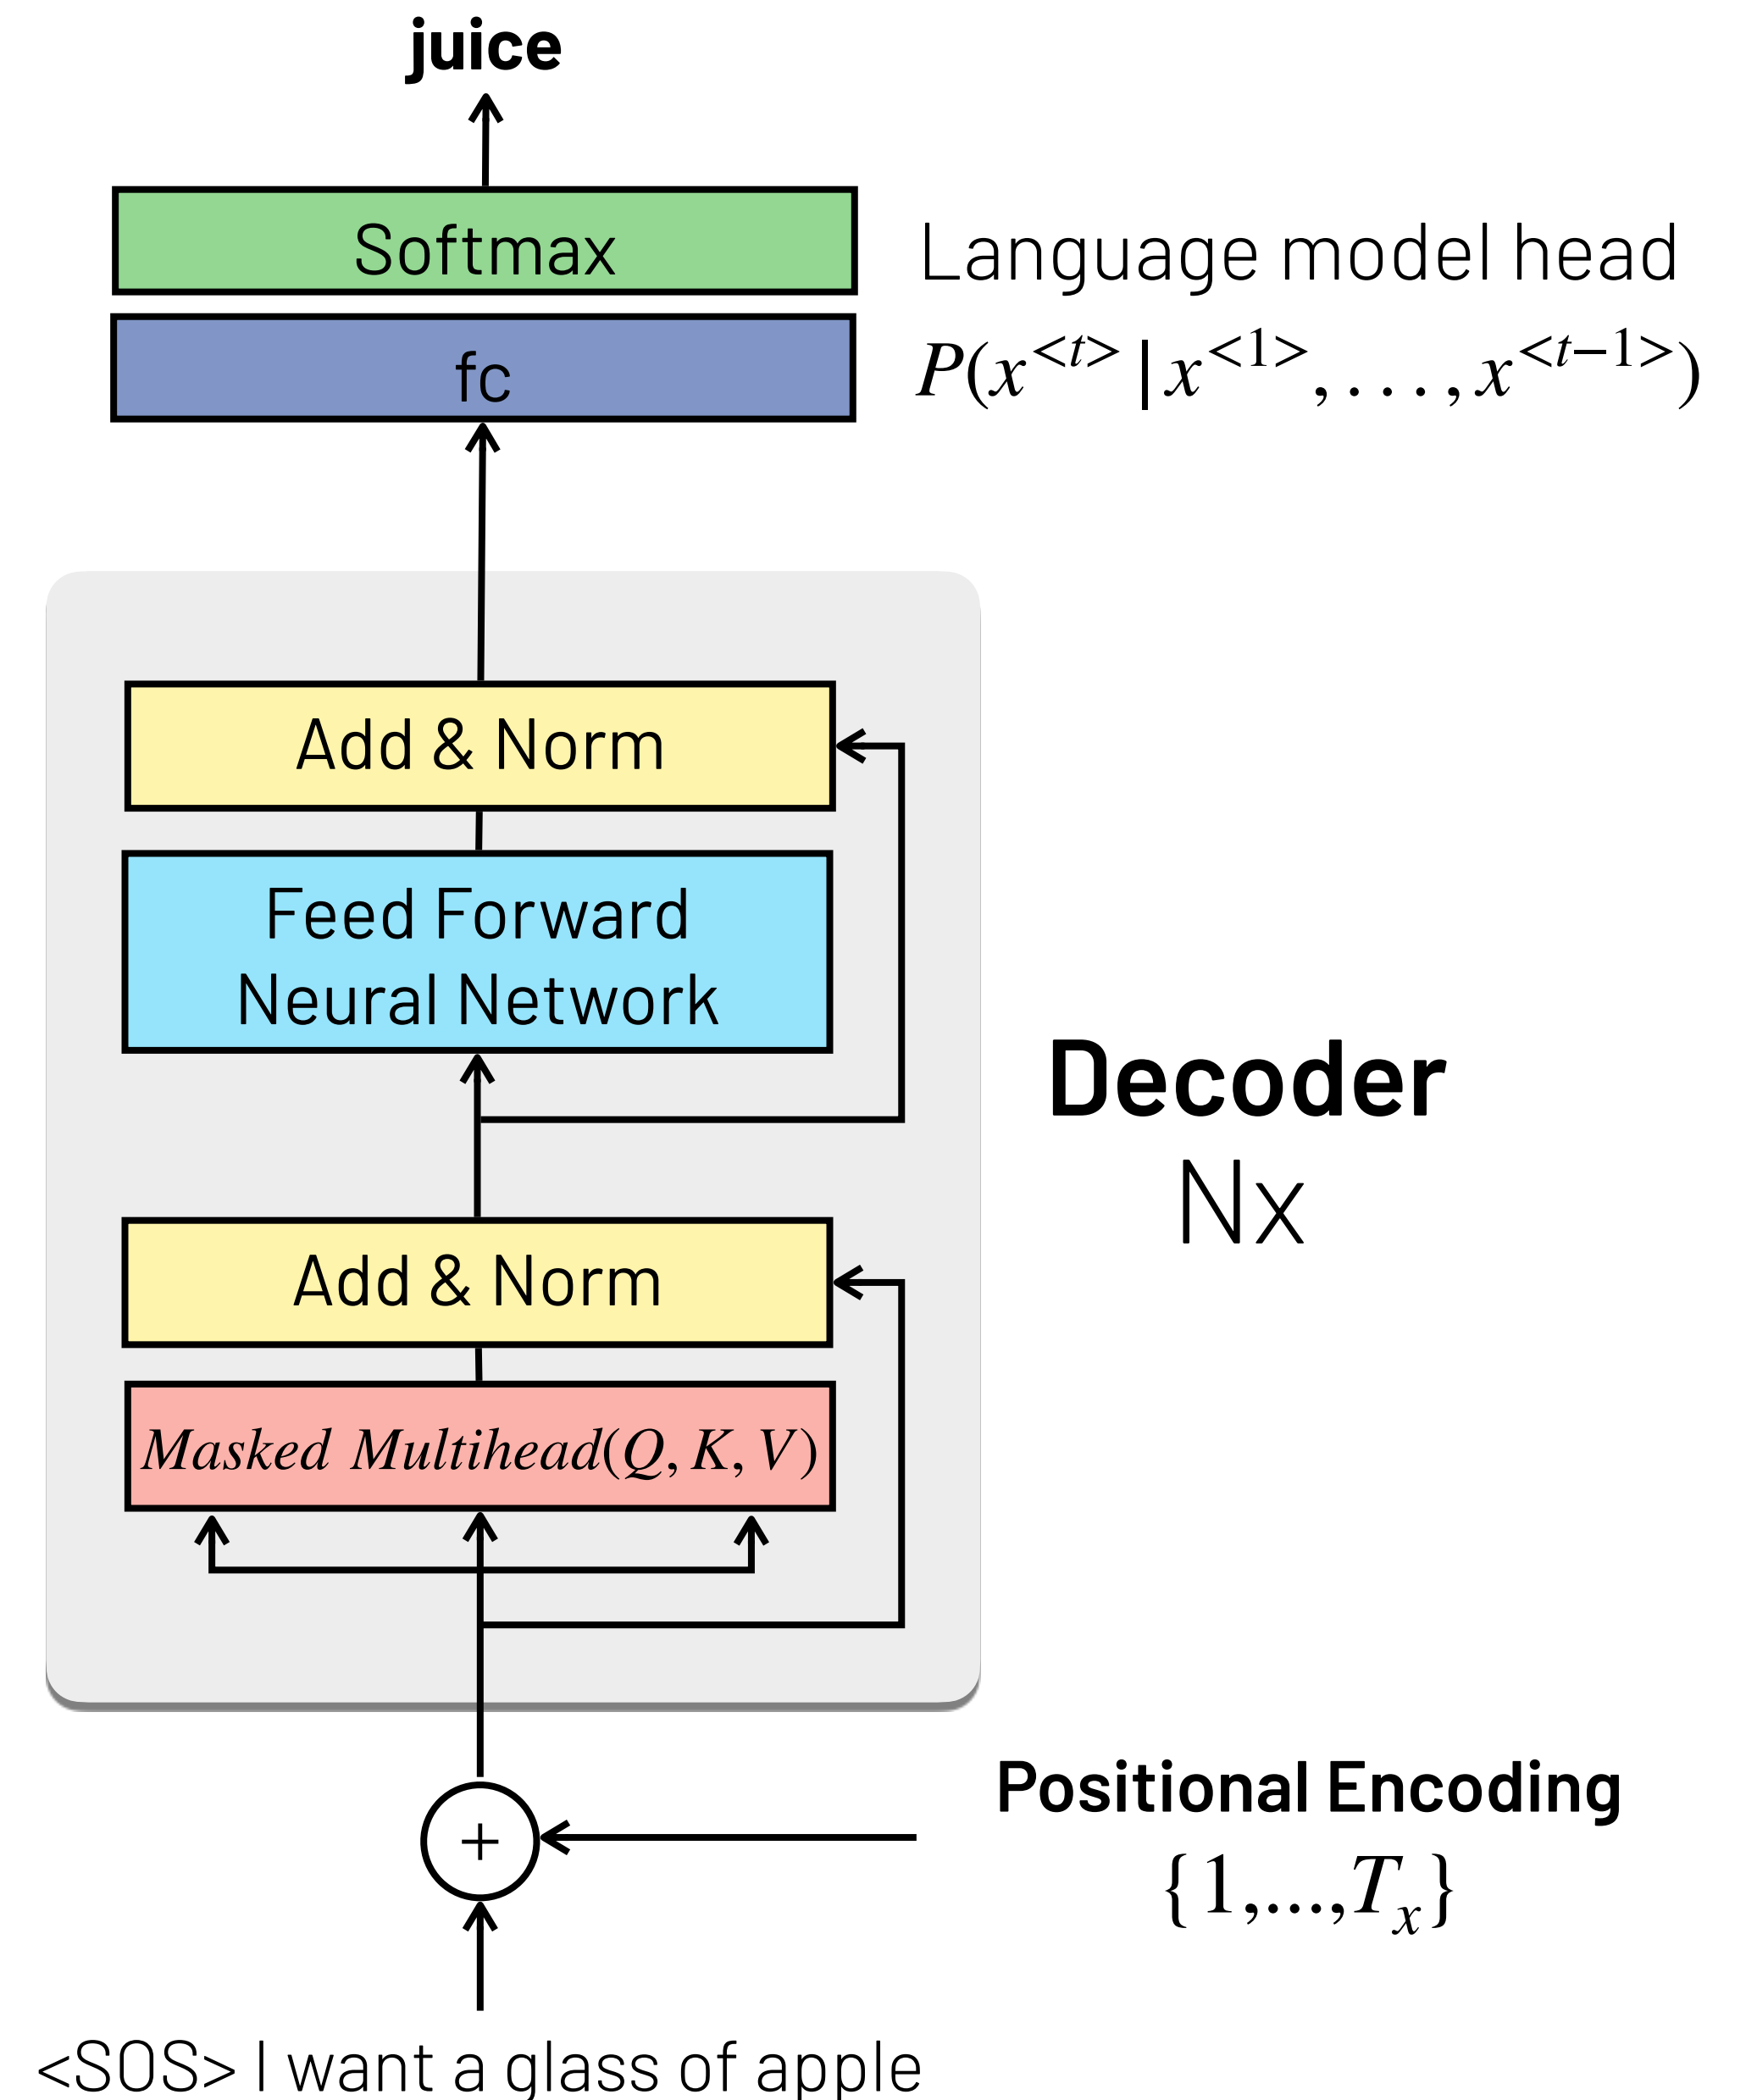 juice
Softmax
Language model head
fc
P(x^{<t>} | x^{<1>}, ..., x^{<t−1>})
Add & Norm
Feed Forward
Neural Network
Decoder
Nx
Add & Norm
Masked Multihead(Q, K, V)
Positional Encoding
+
{1,...,T_x}
<SOS> I want a glass of apple